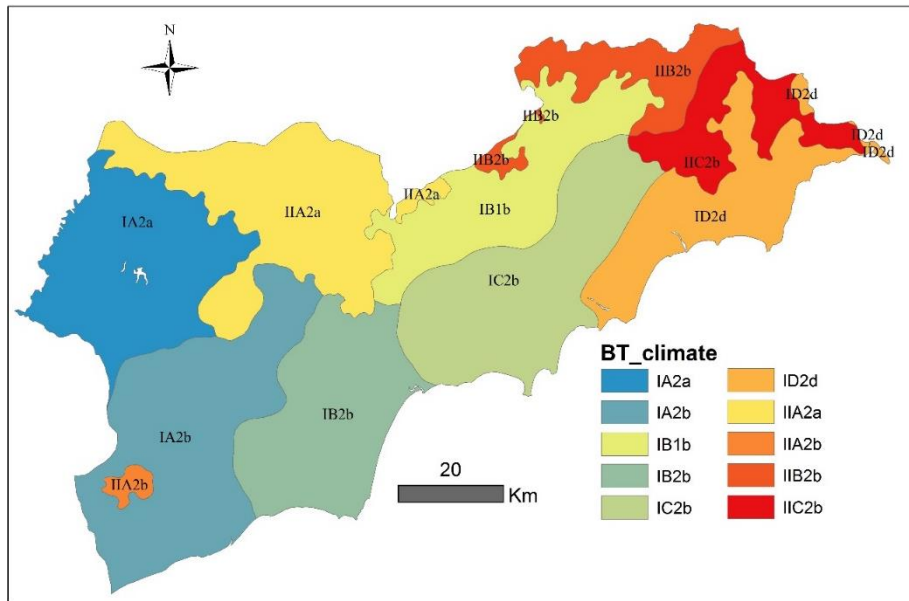 N
IIB2b
ID2d
IIB2b
ID2d
ID2d
IIB2b
IIC2b
IIA2a
IA2a
IIA2a
IB1b
ID2d
IC2b
BT_climate
IA2a
ID2d
IA2b
IIA2a
IB1b
IIA2b
IB2b
IIB2b
IC2b
IIC2b
IB2b
IA2b
IIA2b
20
Km